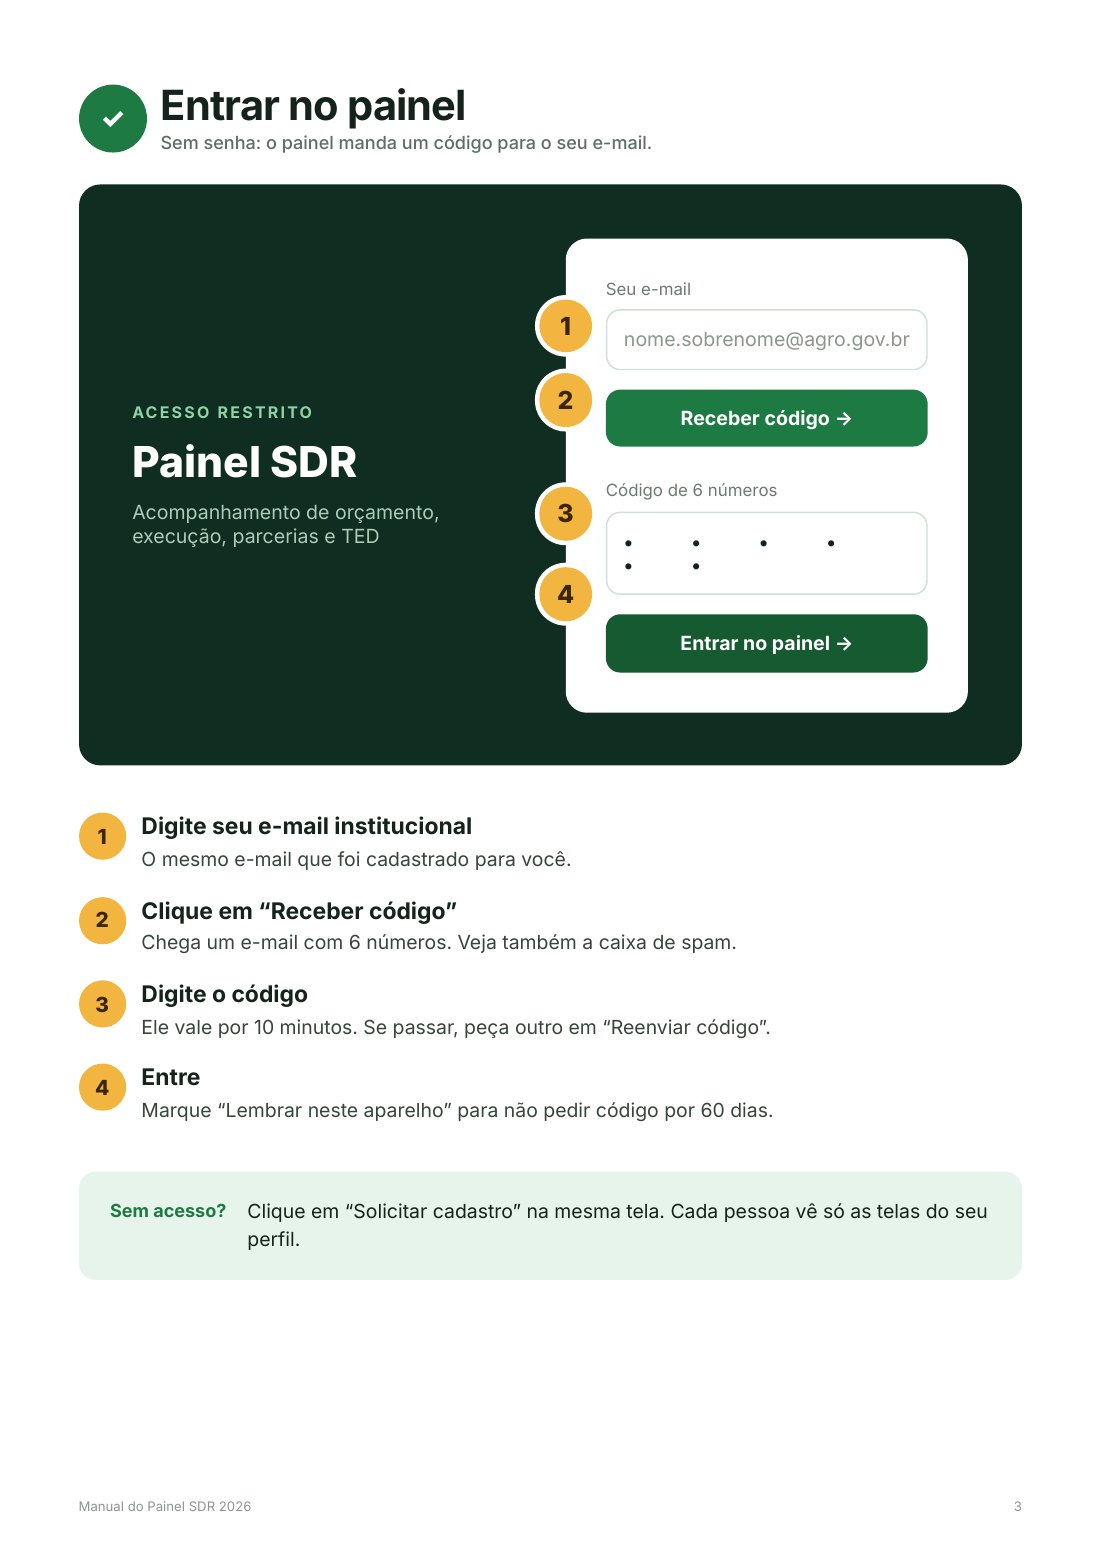 Entrar no painel
Sem senha: o painel manda um código para o seu e-mail.
ACESSO RESTRITO
Painel SDR
Acompanhamento de orçamento,
execução, parcerias e TED
Seu e-mail
1
nome.sobrenome@agro.gov.br
2
Receber código →
Código de 6 números
3
• • • •
• •
4
Entrar no painel →
1 Digite seu e-mail institucional
O mesmo e-mail que foi cadastrado para você.
2 Clique em “Receber código”
Chega um e-mail com 6 números. Veja também a caixa de spam.
3 Digite o código
Ele vale por 10 minutos. Se passar, peça outro em “Reenviar código”.
4 Entre
Marque “Lembrar neste aparelho” para não pedir código por 60 dias.
Sem acesso? Clique em “Solicitar cadastro” na mesma tela. Cada pessoa vê só as telas do seu
perfil.
Manual do Painel SDR 2026 3